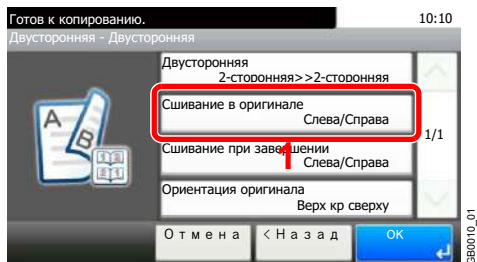 Готов к копированию.
10:10
Двусторонняя - Двусторонняя
Двусторонняя
2-сторонняя>>2-сторонняя
Сшивание в оригинале
Слева/Справа
1/1
Сшивание при завершении
Слева/Справа
1
Ориентация оригинала
Верх кр сверху
Отмена
<Назад
OK
A
B
GB0010_01